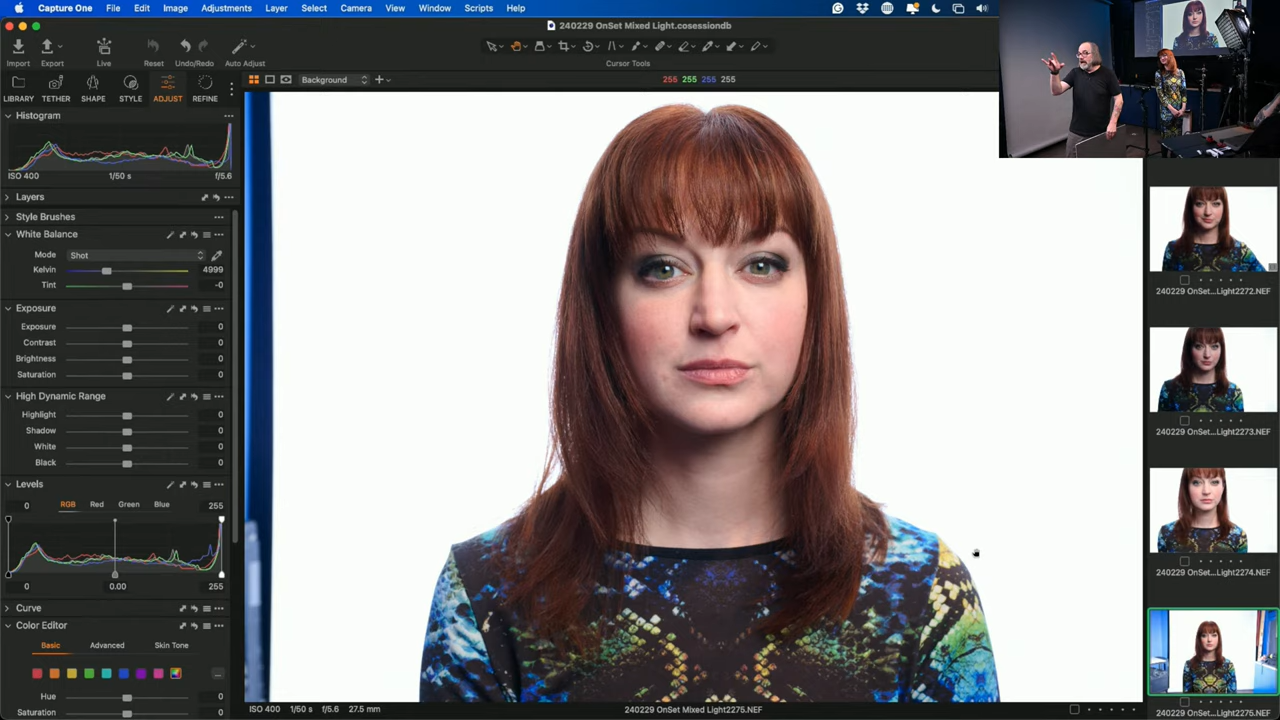 Capture One File Edit Image Adjustments Layer Select Camera View Window Scripts Help
240229 OnSet Mixed Light.cosessiondb
Import Export Live Reset Undo/Redo Auto Adjust Cursor Tools
LIBRARY TETHER SHAPE STYLE ADJUST REFINE
Background
255 255 255 255
Histogram
ISO 400 1/50 s f/5.6
Layers
Style Brushes
White Balance
Mode Shot
Kelvin 4999
Tint -0
Exposure
Exposure 0
Contrast 0
Brightness 0
Saturation 0
High Dynamic Range
Highlight 0
Shadow 0
White 0
Black 0
Levels
0 RGB Red Green Blue 255
0 0.00 255
Curve
Color Editor
Basic Advanced Skin Tone
Hue 0
Saturation 0
ISO 400 1/50 s f/5.6 27.5 mm
240229 OnSet Mixed Light2275.NEF
240229 OnSet...Light2272.NEF
240229 OnSet...Light2273.NEF
240229 OnSet...Light2274.NEF
240229 OnSet...Light2275.NEF